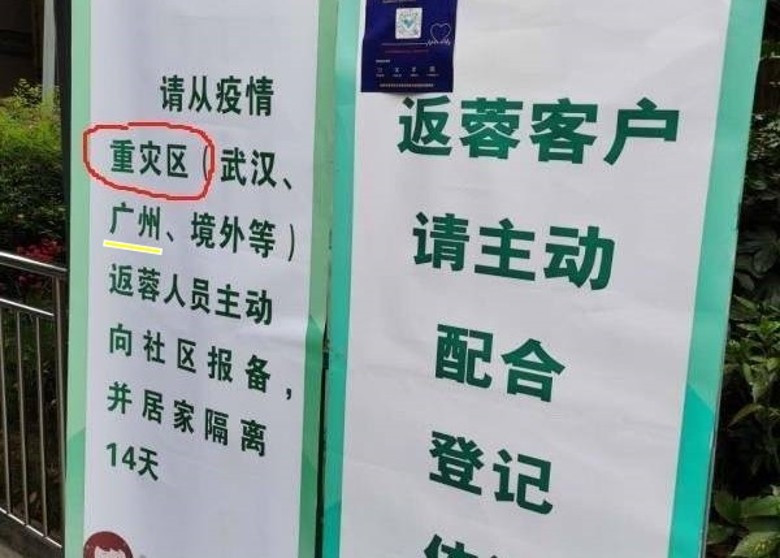 请从疫情
重灾区（武汉、
广州、境外等）
返蓉人员主动
向社区报备，
并居家隔离
14天
返蓉客户
请主动
配合
登记